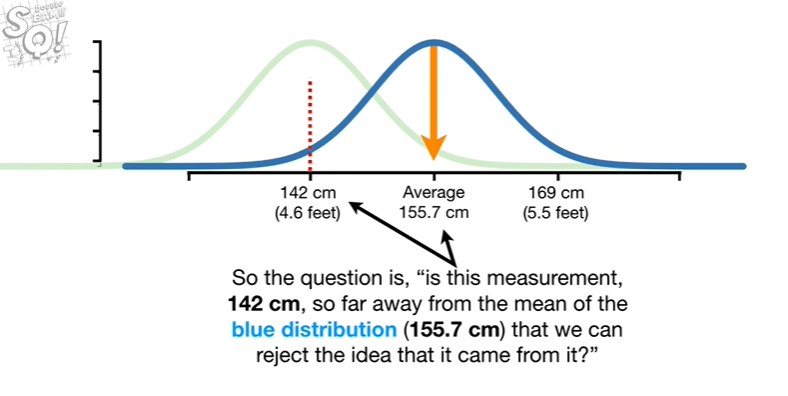 142 cm
(4.6 feet)
Average
155.7 cm
169 cm
(5.5 feet)
So the question is, “is this measurement,
142 cm, so far away from the mean of the
blue distribution (155.7 cm) that we can
reject the idea that it came from it?”